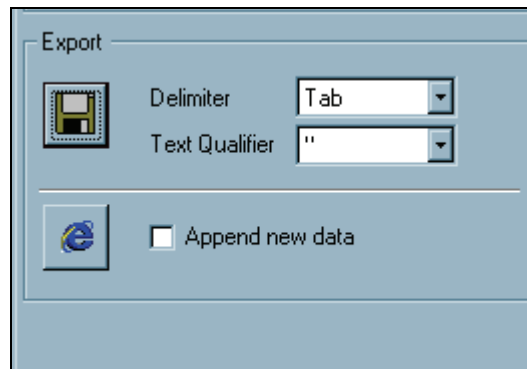 Export
Delimiter Tab
Text Qualifier "
Append new data